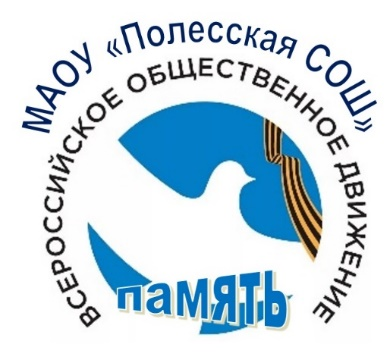 МАОУ «Полесская СОШ»
ВСЕРОССИЙСКОЕ ОБЩЕСТВЕННОЕ ДВИЖЕНИЕ
память